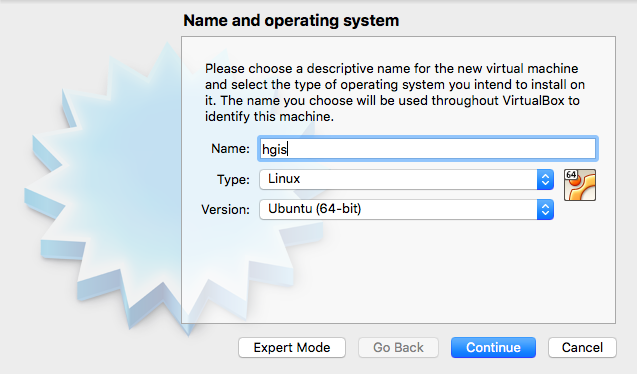 Name and operating system
Please choose a descriptive name for the new virtual machine
and select the type of operating system you intend to install on
it. The name you choose will be used throughout VirtualBox to
identify this machine.
Name: hgis
Type: Linux
64
Version: Ubuntu (64-bit)
Expert Mode Go Back Continue Cancel